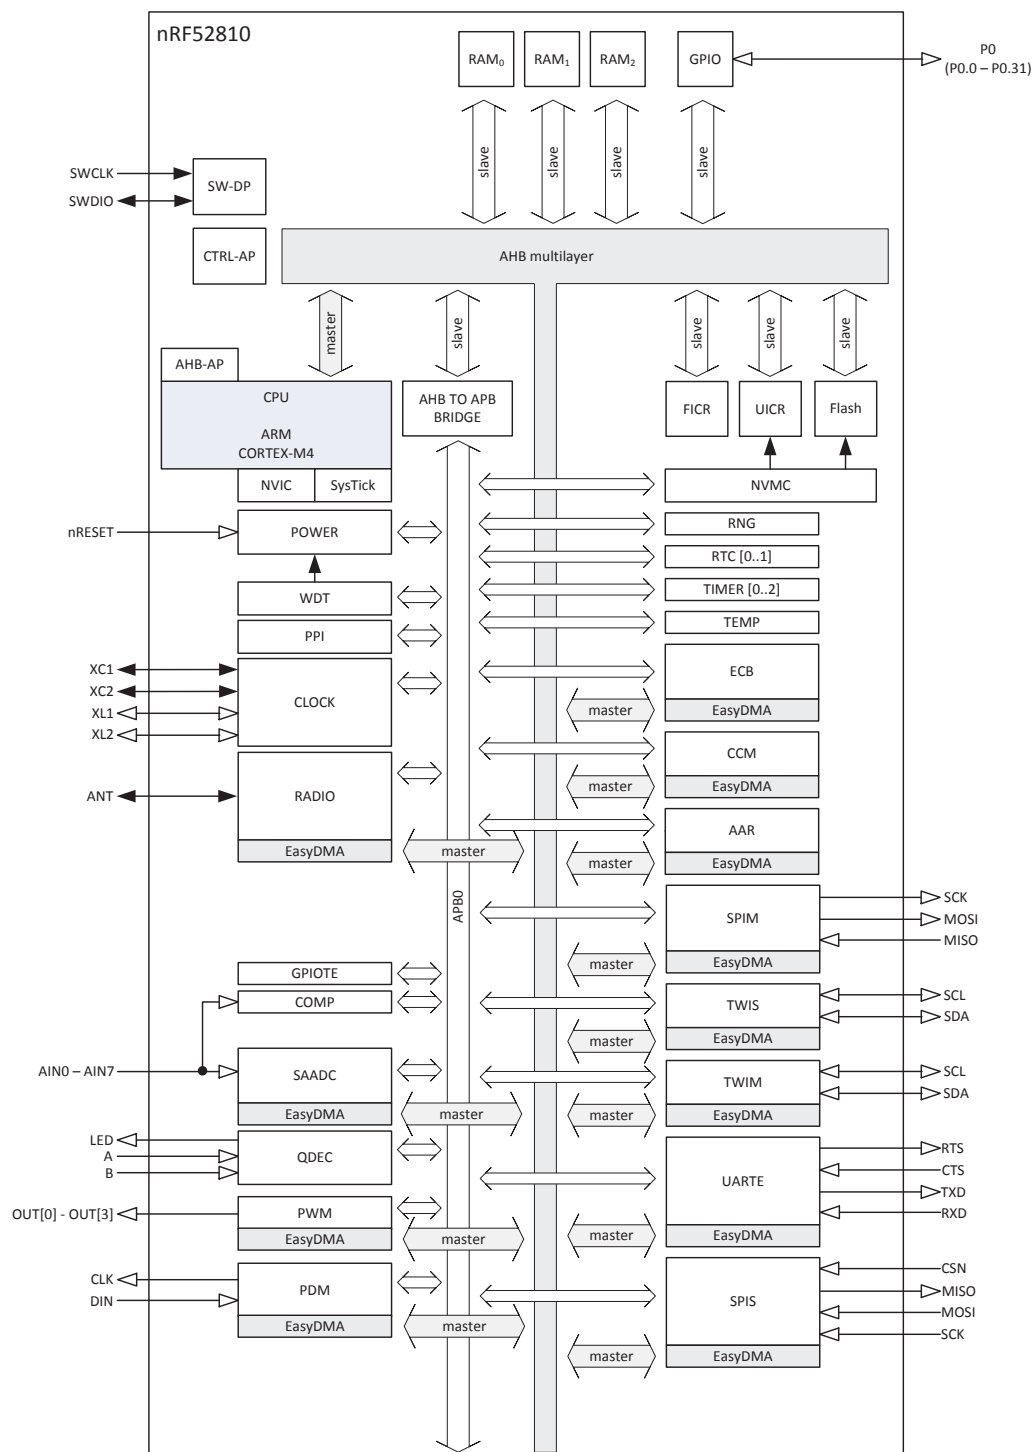 nRF52810
RAM₀
RAM₁
RAM₂
GPIO
P0
(P0.0 – P0.31)
slave
slave
slave
slave
SWCLK
SWDIO
SW-DP
CTRL-AP
AHB multilayer
master
slave
slave
slave
slave
AHB-AP
CPU
ARM
CORTEX-M4
NVIC
SysTick
AHB TO APB
BRIDGE
FICR
UICR
Flash
NVMC
nRESET
POWER
RNG
RTC [0..1]
WDT
TIMER [0..2]
PPI
TEMP
XC1
XC2
XL1
XL2
CLOCK
ECB
master
EasyDMA
ANT
RADIO
EasyDMA
master
CCM
master
EasyDMA
AAR
master
EasyDMA
APB0
SPIM
master
EasyDMA
SCK
MOSI
MISO
GPIOTE
COMP
TWIS
master
EasyDMA
SCL
SDA
AIN0 – AIN7
SAADC
EasyDMA
master
TWIM
master
EasyDMA
SCL
SDA
LED
A
B
QDEC
UARTE
master
EasyDMA
RTS
CTS
TXD
RXD
OUT[0] - OUT[3]
PWM
EasyDMA
master
CLK
DIN
PDM
EasyDMA
master
SPIS
master
EasyDMA
CSN
MISO
MOSI
SCK